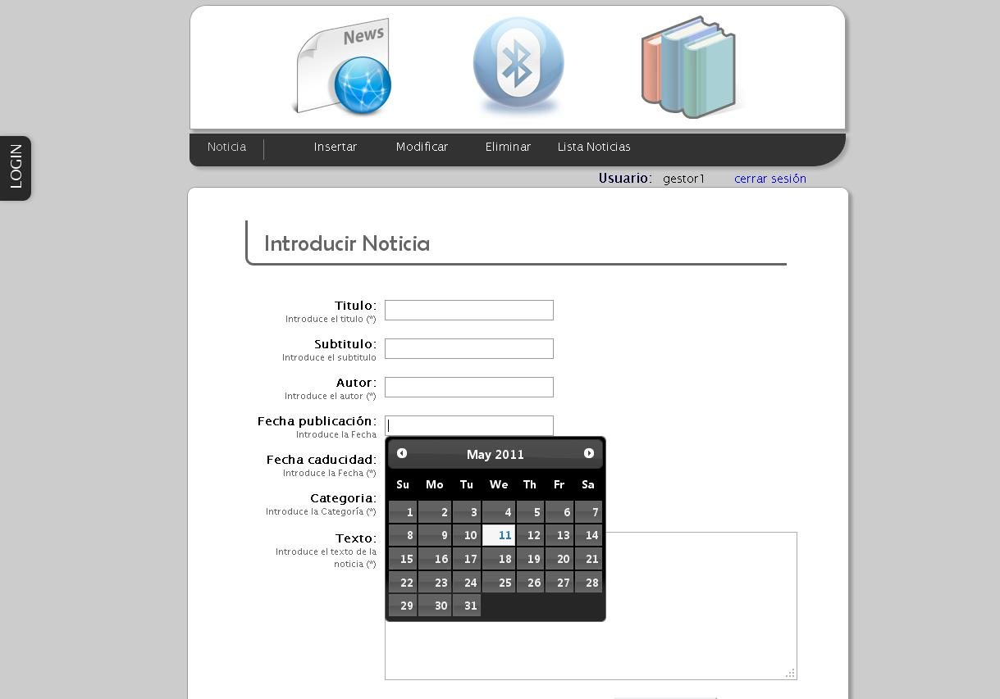 News
LOGIN
Noticia Insertar Modificar Eliminar Lista Noticias
Usuario: gestor1 cerrar sesión
Introducir Noticia
Titulo:
Introduce el titulo (*)
Subtitulo:
Introduce el subtitulo
Autor:
Introduce el autor (*)
Fecha publicación:
Introduce la Fecha
Fecha caducidad:
Introduce la Fecha (*)
Categoria:
Introduce la Categoría (*)
Texto:
Introduce el texto de la
noticia (*)
May 2011
Su Mo Tu We Th Fr Sa
1 2 3 4 5 6 7
8 9 10 11 12 13 14
15 16 17 18 19 20 21
22 23 24 25 26 27 28
29 30 31